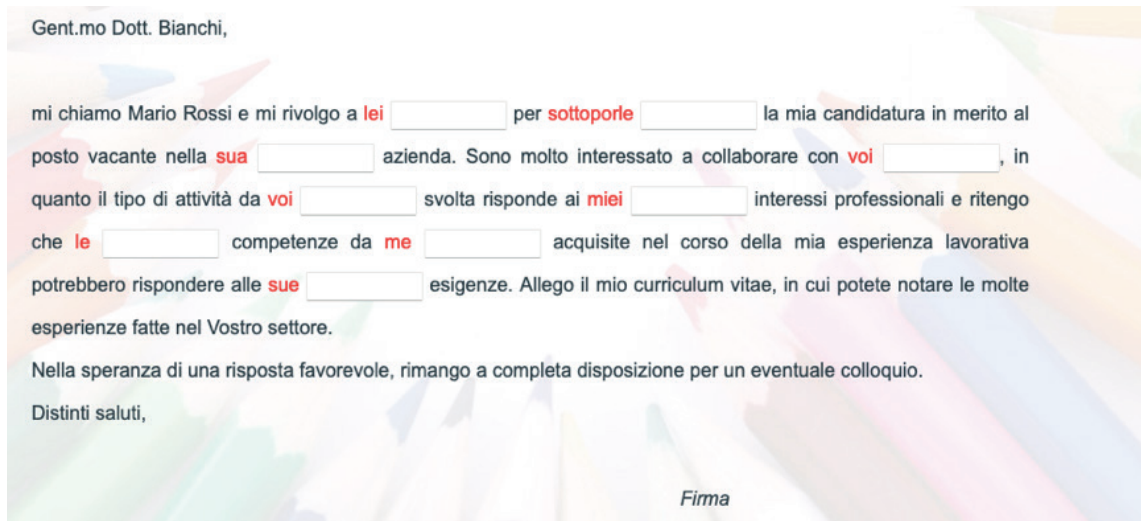 Gent.mo Dott. Bianchi,
mi chiamo Mario Rossi e mi rivolgo a lei per sottoporle la mia candidatura in merito al
posto vacante nella sua azienda. Sono molto interessato a collaborare con voi , in
quanto il tipo di attività da voi svolta risponde ai miei interessi professionali e ritengo
che le competenze da me acquisite nel corso della mia esperienza lavorativa
potrebbero rispondere alle sue esigenze. Allego il mio curriculum vitae, in cui potete notare le molte
esperienze fatte nel Vostro settore.
Nella speranza di una risposta favorevole, rimango a completa disposizione per un eventuale colloquio.
Distinti saluti,
Firma